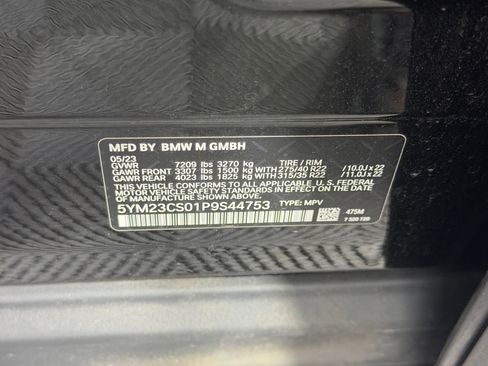 MFD BY BMW M GMBH
05/23
GVWR 7209 lbs 3270 kg TIRE / RIM
GAWR FRONT 3307 lbs 1500 kg WITH 275/40 R22 /10.0J x 22
GAWR REAR 4023 lbs 1825 kg WITH 315/35 R22 /11.0J x 22
THIS VEHICLE CONFORMS TO ALL APPLICABLE U.S. FEDERAL
MOTOR VEHICLE SAFETY STANDARDS IN EFFECT ON THE DATE
OF MANUFACTURE SHOWN ABOVE.
5YM23CS01P9S44753 TYPE: MPV
475M